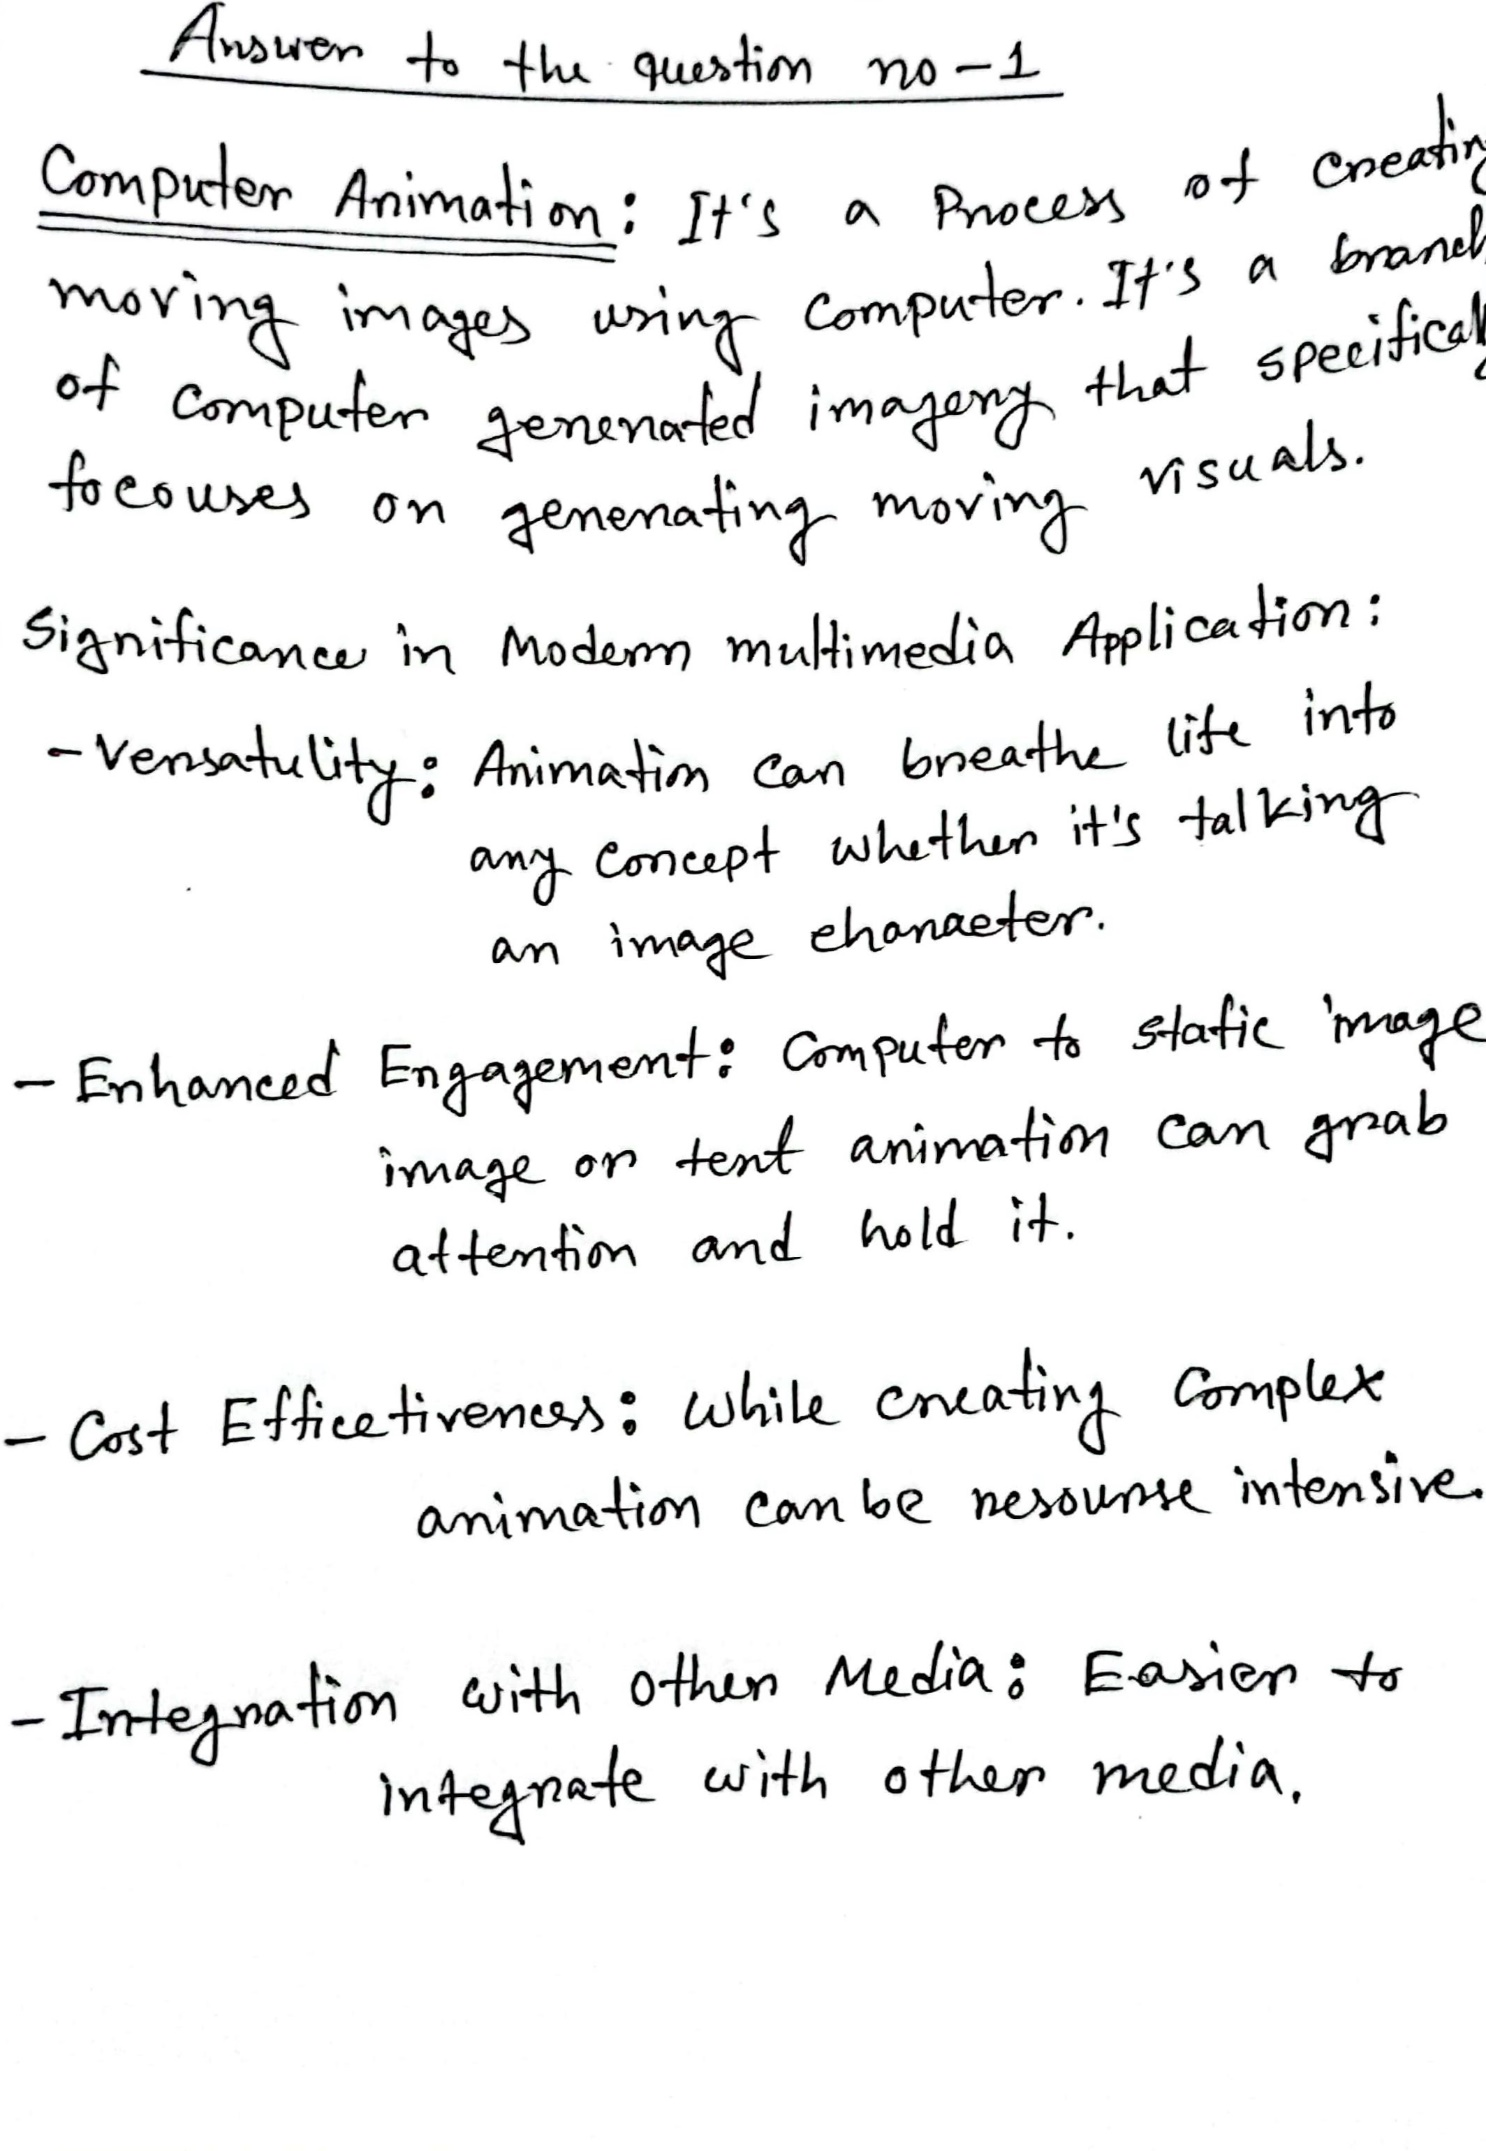 Answer to the question no-1
Computer Animation: It's a Process of creatin
moving images using computer. It's a branch
of computer generated imagery that specifical
focouses on generating moving visuals.
Significance in Modern multimedia Application:
- Versatulity: Animation can breathe life into
any concept whether it's talking
an image character.
- Enhanced Engagement: Computer to static image
image or text animation can grab
attention and hold it.
- Cost Efficetiveness: While creating Complex
animation can be resourse intensive.
- Integration with other Media: Easier to
integrate with other media.